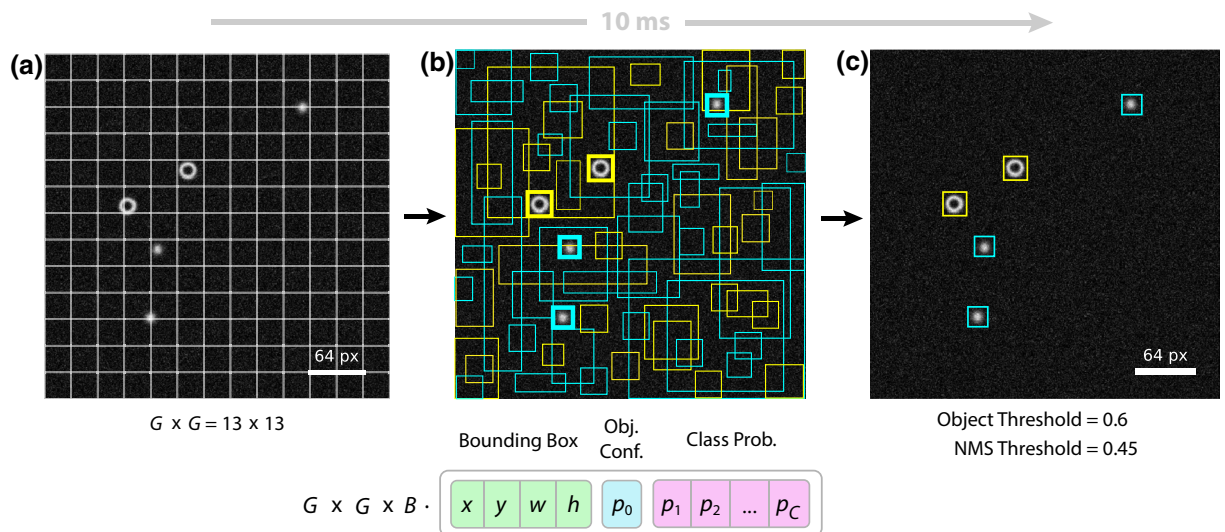 10 ms
(a)
(b)
(c)
64 px
64 px
G x G = 13 x 13
Bounding Box
Obj. Conf.
Class Prob.
Object Threshold = 0.6
NMS Threshold = 0.45
G x G x B · x y w h p₀ p₁ p₂ ... p_C